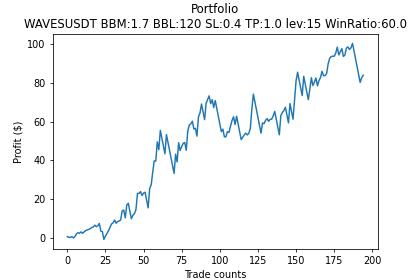 Portfolio
WAVESUSDT BBM:1.7 BBL:120 SL:0.4 TP:1.0 lev:15 WinRatio:60.0
100
80
60
40
20
0
Profit ($)
0 25 50 75 100 125 150 175 200
Trade counts